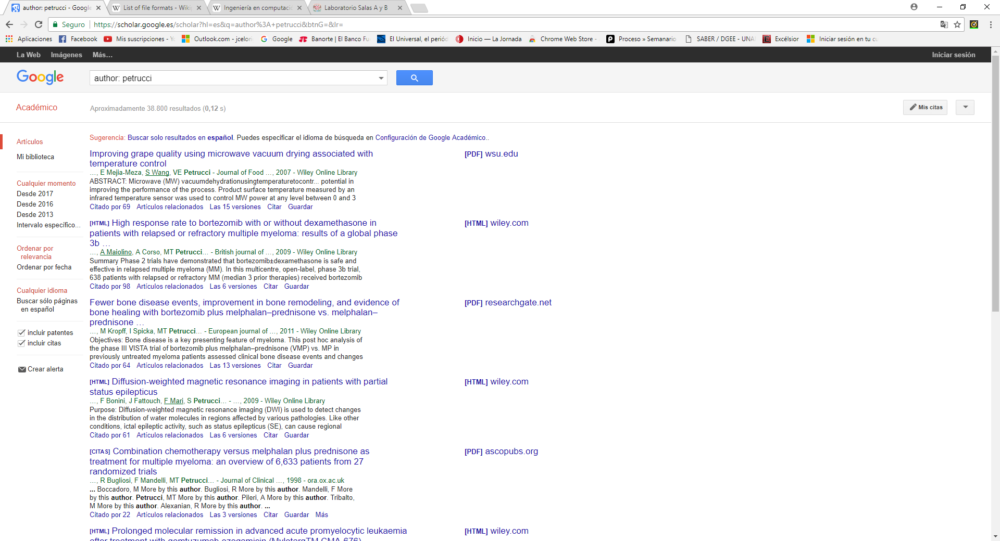 author: petrucci - Google
List of file formats - Wiki
Ingeniería en computació
Laboratorio Salas A y B
Seguro
https://scholar.google.es/scholar?hl=es&q=author%3A+petrucci&btnG=&lr=
Aplicaciones
Facebook
Mis suscripciones - Y
Outlook.com - jcelori
Google
Banorte | El Banco Fu
El Universal, el periód
Inicio — La Jornada
Chrome Web Store -
Proceso » Semanario
SABER / DGEE - UNA
Excélsior
Iniciar sesión en tu cu
La Web Imágenes Más...
Iniciar sesión
Google
author: petrucci
Académico
Aproximadamente 38.800 resultados (0,12 s)
Mis citas
Artículos
Mi biblioteca
Cualquier momento
Desde 2017
Desde 2016
Desde 2013
Intervalo específico...
Ordenar por
relevancia
Ordenar por fecha
Cualquier idioma
Buscar sólo páginas
en español
incluir patentes
incluir citas
Crear alerta
Sugerencia: Buscar solo resultados en español. Puedes especificar el idioma de búsqueda en Configuración de Google Académico..
Improving grape quality using microwave vacuum drying associated with
temperature control
…, E Mejia-Meza, S Wang, VE Petrucci - Journal of Food …, 2007 - Wiley Online Library
ABSTRACT: Microwave (MW) vacuumdehydrationusingtemperaturetocontr... potential in
improving the performance of the process. Product surface temperature measured by an
infrared temperature sensor was used to control MW power at any level between 0 and 3
Citado por 69 Artículos relacionados Las 15 versiones Citar Guardar
[PDF] wsu.edu
[HTML] High response rate to bortezomib with or without dexamethasone in
patients with relapsed or refractory multiple myeloma: results of a global phase
3b …
…, A Maiolino, A Corso, MT Petrucci… - British journal of …, 2009 - Wiley Online Library
Summary Phase 2 trials have demonstrated that bortezomib±dexamethasone is safe and
effective in relapsed multiple myeloma (MM). In this multicentre, open-label, phase 3b trial,
638 patients with relapsed or refractory MM (median 3 prior therapies) received bortezomib
Citado por 98 Artículos relacionados Las 6 versiones Citar Guardar
[HTML] wiley.com
Fewer bone disease events, improvement in bone remodeling, and evidence of
bone healing with bortezomib plus melphalan–prednisone vs. melphalan–
prednisone …
…, M Kropff, I Spicka, MT Petrucci… - European journal of …, 2011 - Wiley Online Library
Objectives: Bone disease is a key presenting feature of myeloma. This post hoc analysis of
the phase III VISTA trial of bortezomib plus melphalan–prednisone (VMP) vs. MP in
previously untreated myeloma patients assessed clinical bone disease events and changes
Citado por 64 Artículos relacionados Las 13 versiones Citar Guardar
[PDF] researchgate.net
[HTML] Diffusion-weighted magnetic resonance imaging in patients with partial
status epilepticus
…, F Bonini, J Fattouch, F Mari, S Petrucci… - …, 2009 - Wiley Online Library
Purpose: Diffusion-weighted magnetic resonance imaging (DWI) is used to detect changes
in the distribution of water molecules in regions affected by various pathologies. Like other
conditions, ictal epileptic activity, such as status epilepticus (SE), can cause regional
Citado por 61 Artículos relacionados Las 6 versiones Citar Guardar
[HTML] wiley.com
[CITAS] Combination chemotherapy versus melphalan plus prednisone as
treatment for multiple myeloma: an overview of 6,633 patients from 27
randomized trials
…, R Bugliosi, F Mandelli, MT Petrucci… - Journal of Clinical …, 1998 - ora.ox.ac.uk
... Boccadoro, M More by this author. Bugliosi, R More by this author. Mandelli, F More
by this author. Petrucci, MT More by this author. Pileri, A More by this author. Tribalto,
M More by this author. Alexanian, R More by this author. ...
Citado por 22 Artículos relacionados Las 3 versiones Citar Guardar Más
[PDF] ascopubs.org
[HTML] Prolonged molecular remission in advanced acute promyelocytic leukaemia
after treatment with gemtuzumab ozogamicin (MylotargTM CMA-676)
[HTML] wiley.com